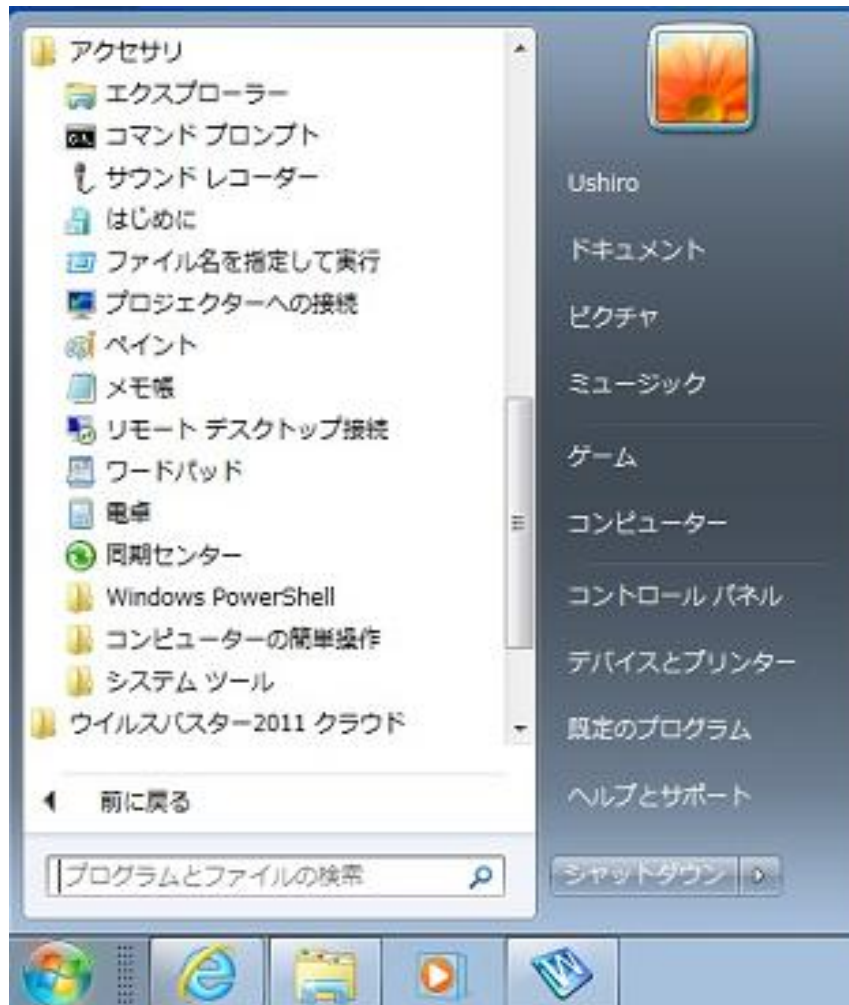 アクセサリ
エクスプローラー
コマンド プロンプト
サウンド レコーダー
はじめに
ファイル名を指定して実行
プロジェクターへの接続
ペイント
メモ帳
リモート デスクトップ接続
ワードパッド
電卓
同期センター
Windows PowerShell
コンピューターの簡単操作
システム ツール
ウイルスバスター2011 クラウド
前に戻る
プログラムとファイルの検索
Ushiro
ドキュメント
ピクチャ
ミュージック
ゲーム
コンピューター
コントロール パネル
デバイスとプリンター
既定のプログラム
ヘルプとサポート
シャットダウン